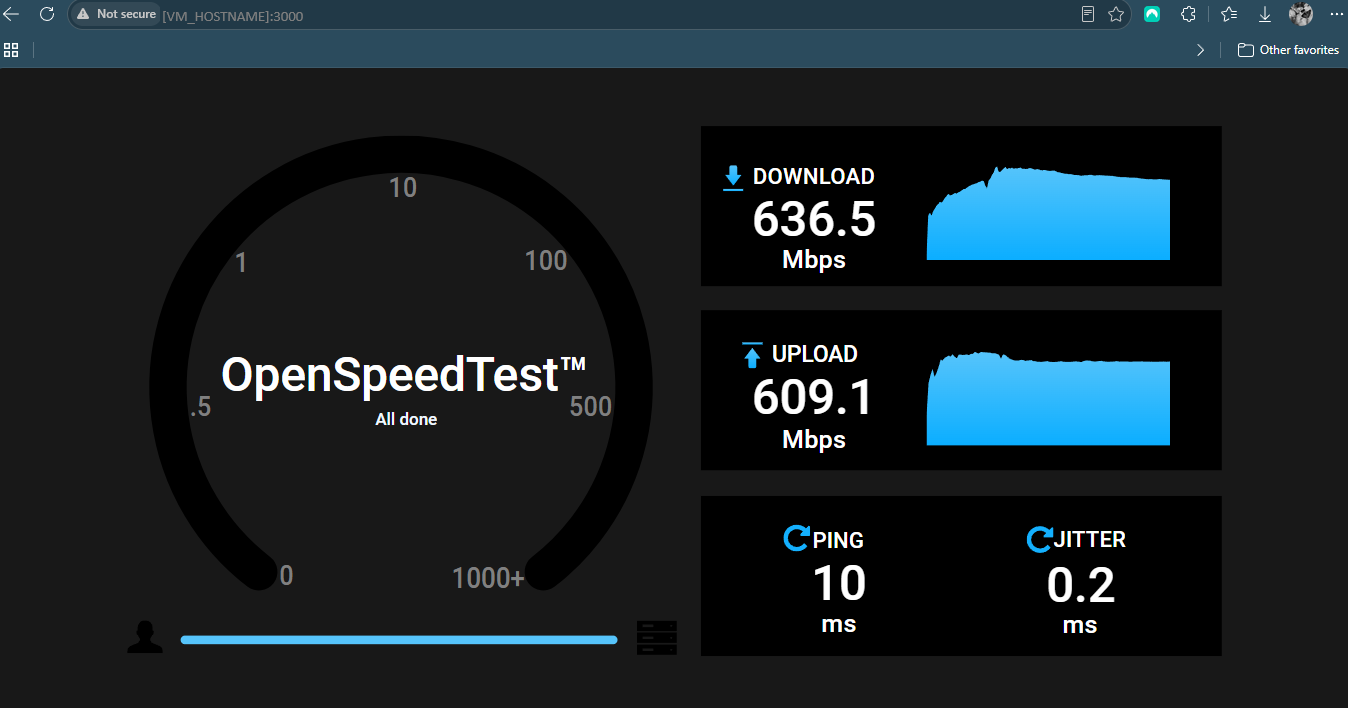 Not secure [VM_HOSTNAME]:3000
Other favorites
10
1
100
OpenSpeedTest™
.5
500
All done
0
1000+
DOWNLOAD
636.5
Mbps
UPLOAD
609.1
Mbps
PING
10
ms
JITTER
0.2
ms